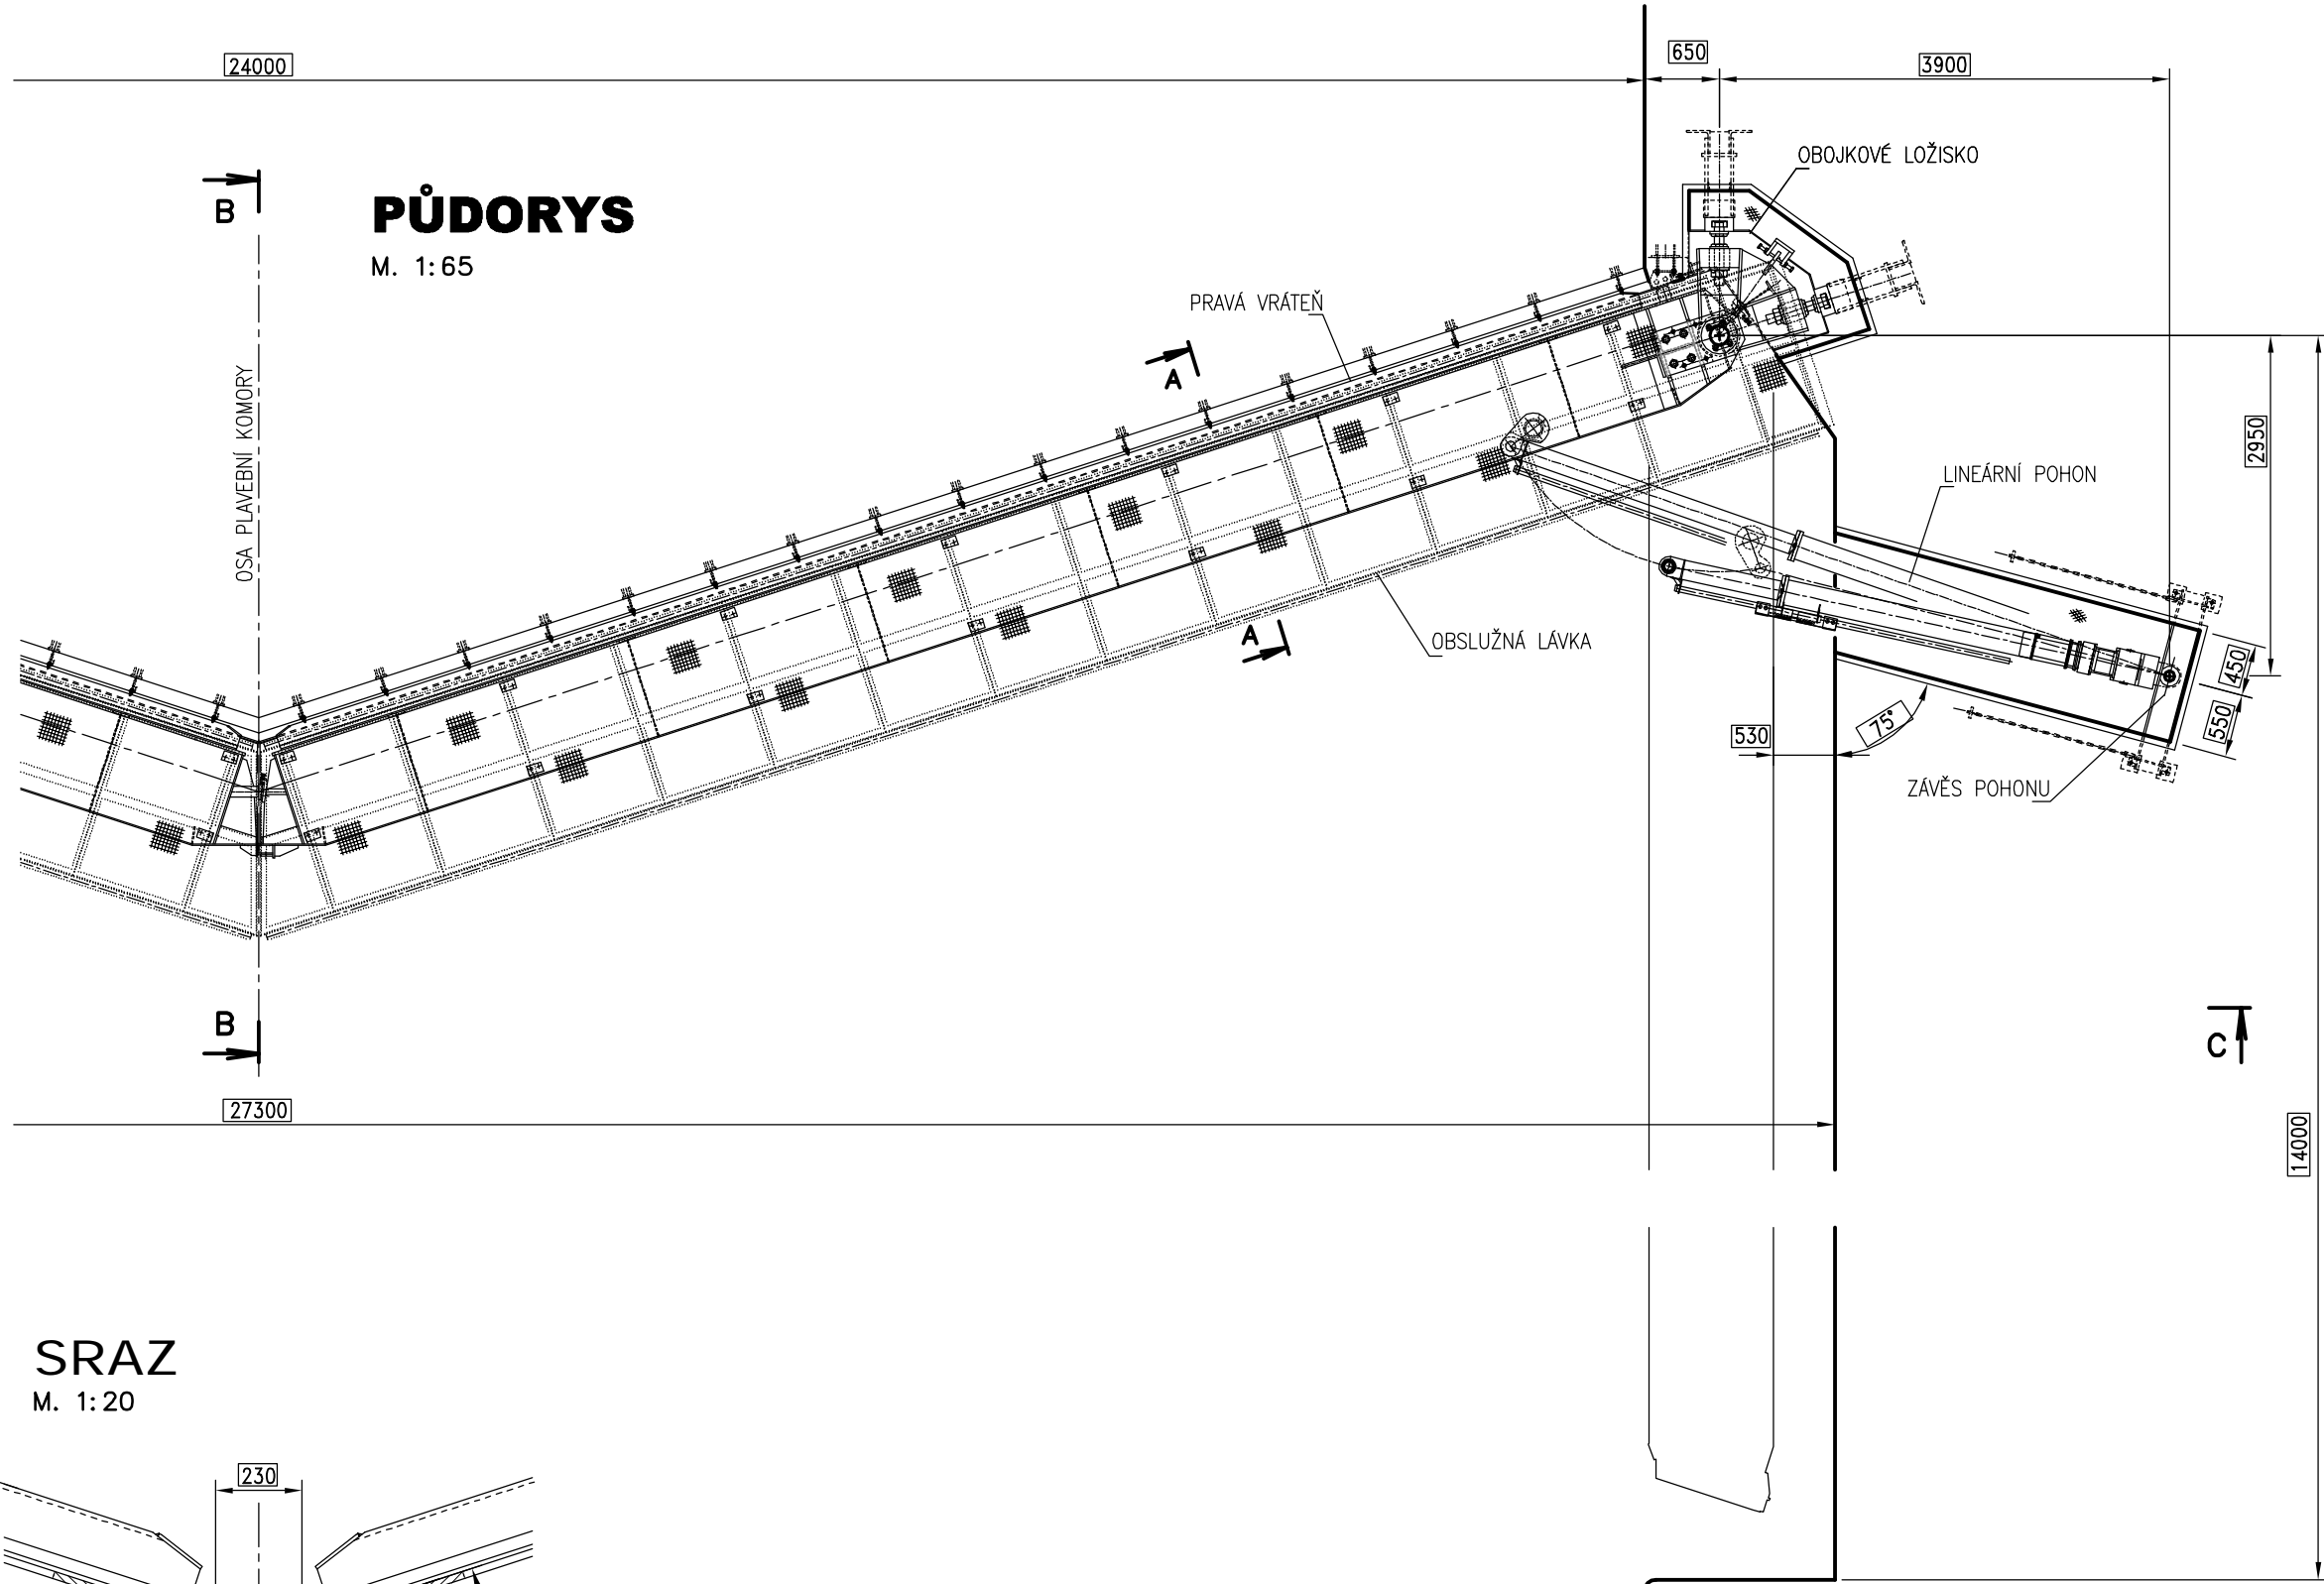 24000
650
3900
OBOJKOVÉ LOŽISKO
B
PŮDORYS
M. 1:65
PRAVÁ VRÁTEŇ
A
OSA PLAVEBNÍ KOMORY
2950
LINEÁRNÍ POHON
A
OBSLUŽNÁ LÁVKA
450
550
75°
530
ZÁVĚS POHONU
B
C
27300
14000
SRAZ
M. 1:20
230